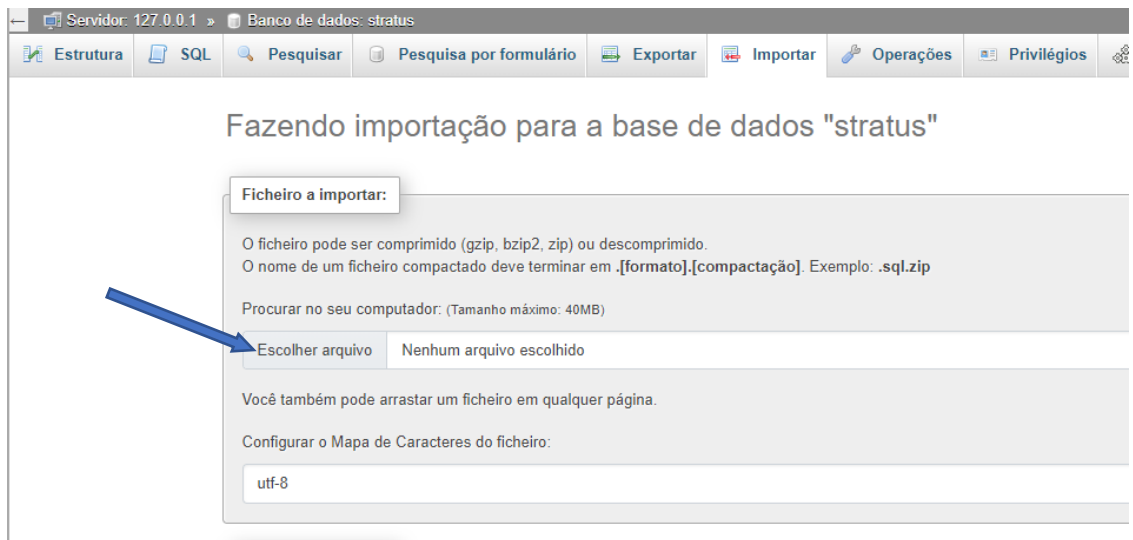 ← Servidor: 127.0.0.1 » Banco de dados: stratus
Estrutura SQL Pesquisar Pesquisa por formulário Exportar Importar Operações Privilégios
Fazendo importação para a base de dados "stratus"
Ficheiro a importar:
O ficheiro pode ser comprimido (gzip, bzip2, zip) ou descomprimido.
O nome de um ficheiro compactado deve terminar em .[formato].[compactação]. Exemplo: .sql.zip
Procurar no seu computador: (Tamanho máximo: 40MB)
Escolher arquivo Nenhum arquivo escolhido
Você também pode arrastar um ficheiro em qualquer página.
Configurar o Mapa de Caracteres do ficheiro:
utf-8